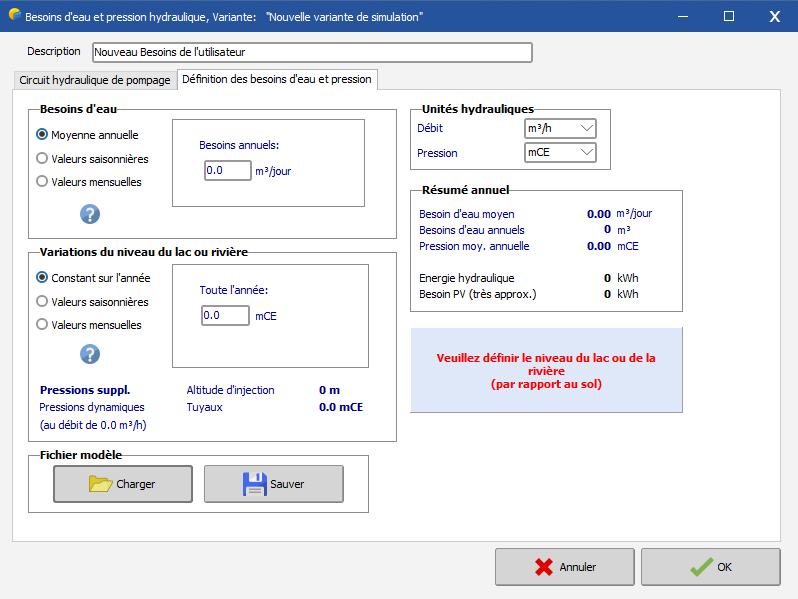 Besoins d'eau et pression hydraulique, Variante: "Nouvelle variante de simulation"
Description
Nouveau Besoins de l'utilisateur
Circuit hydraulique de pompage
Définition des besoins d'eau et pression
Besoins d'eau
Moyenne annuelle
Valeurs saisonnières
Valeurs mensuelles
?
Besoins annuels:
0.0 m³/jour
Variations du niveau du lac ou rivière
Constant sur l'année
Valeurs saisonnières
Valeurs mensuelles
?
Toute l'année:
0.0 mCE
Pressions suppl.
Altitude d'injection 0 m
Pressions dynamiques
Tuyaux 0.0 mCE
(au débit de 0.0 m³/h)
Fichier modèle
Charger
Sauver
Unités hydrauliques
Débit m³/h
Pression mCE
Résumé annuel
Besoin d'eau moyen 0.00 m³/jour
Besoins d'eau annuels 0 m³
Pression moy. annuelle 0.00 mCE
Energie hydraulique 0 kWh
Besoin PV (très approx.) 0 kWh
Veuillez définir le niveau du lac ou de la
rivière
(par rapport au sol)
Annuler
OK